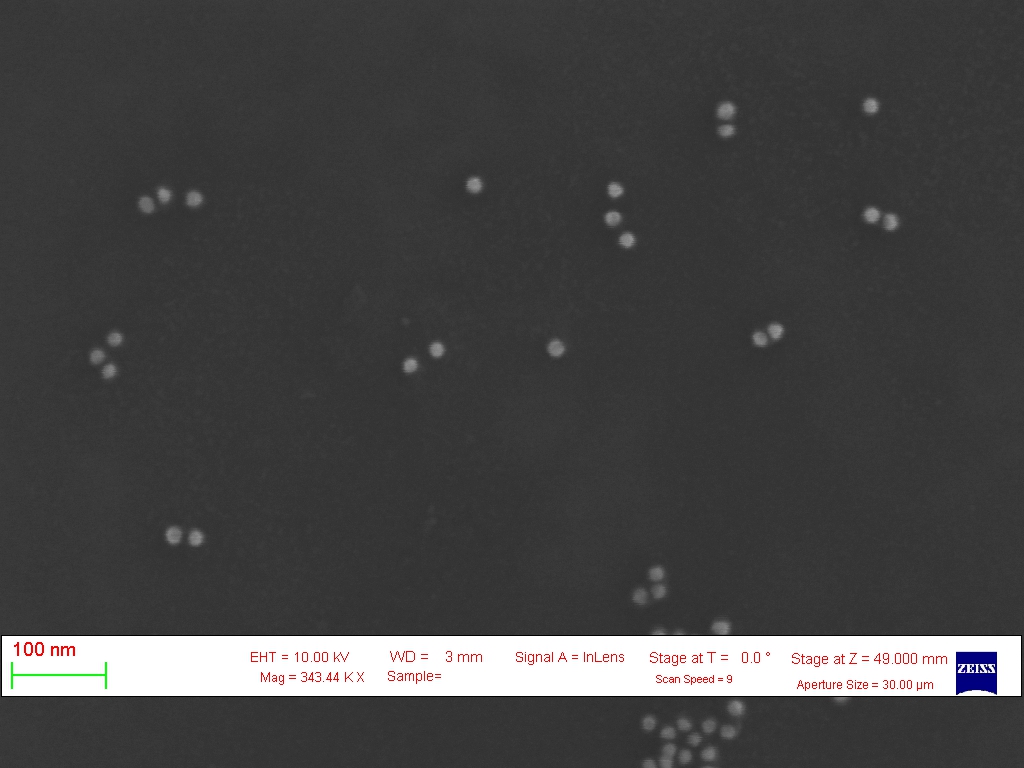 100 nm
EHT = 10.00 kV   WD =   3 mm   Signal A = InLens   Stage at T =   0.0 °   Stage at Z = 49.000 mm
Mag = 343.44 K X   Sample=   Scan Speed = 9   Aperture Size = 30.00 µm
ZEISS